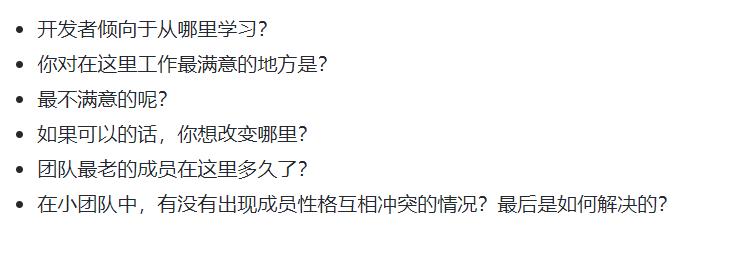 开发者倾向于从哪里学习？
你对在这里工作最满意的地方是？
最不满意的呢？
如果可以的话，你想改变哪里？
团队最老的成员在这里多久了？
在小团队中，有没有出现成员性格互相冲突的情况？最后是如何解决的？